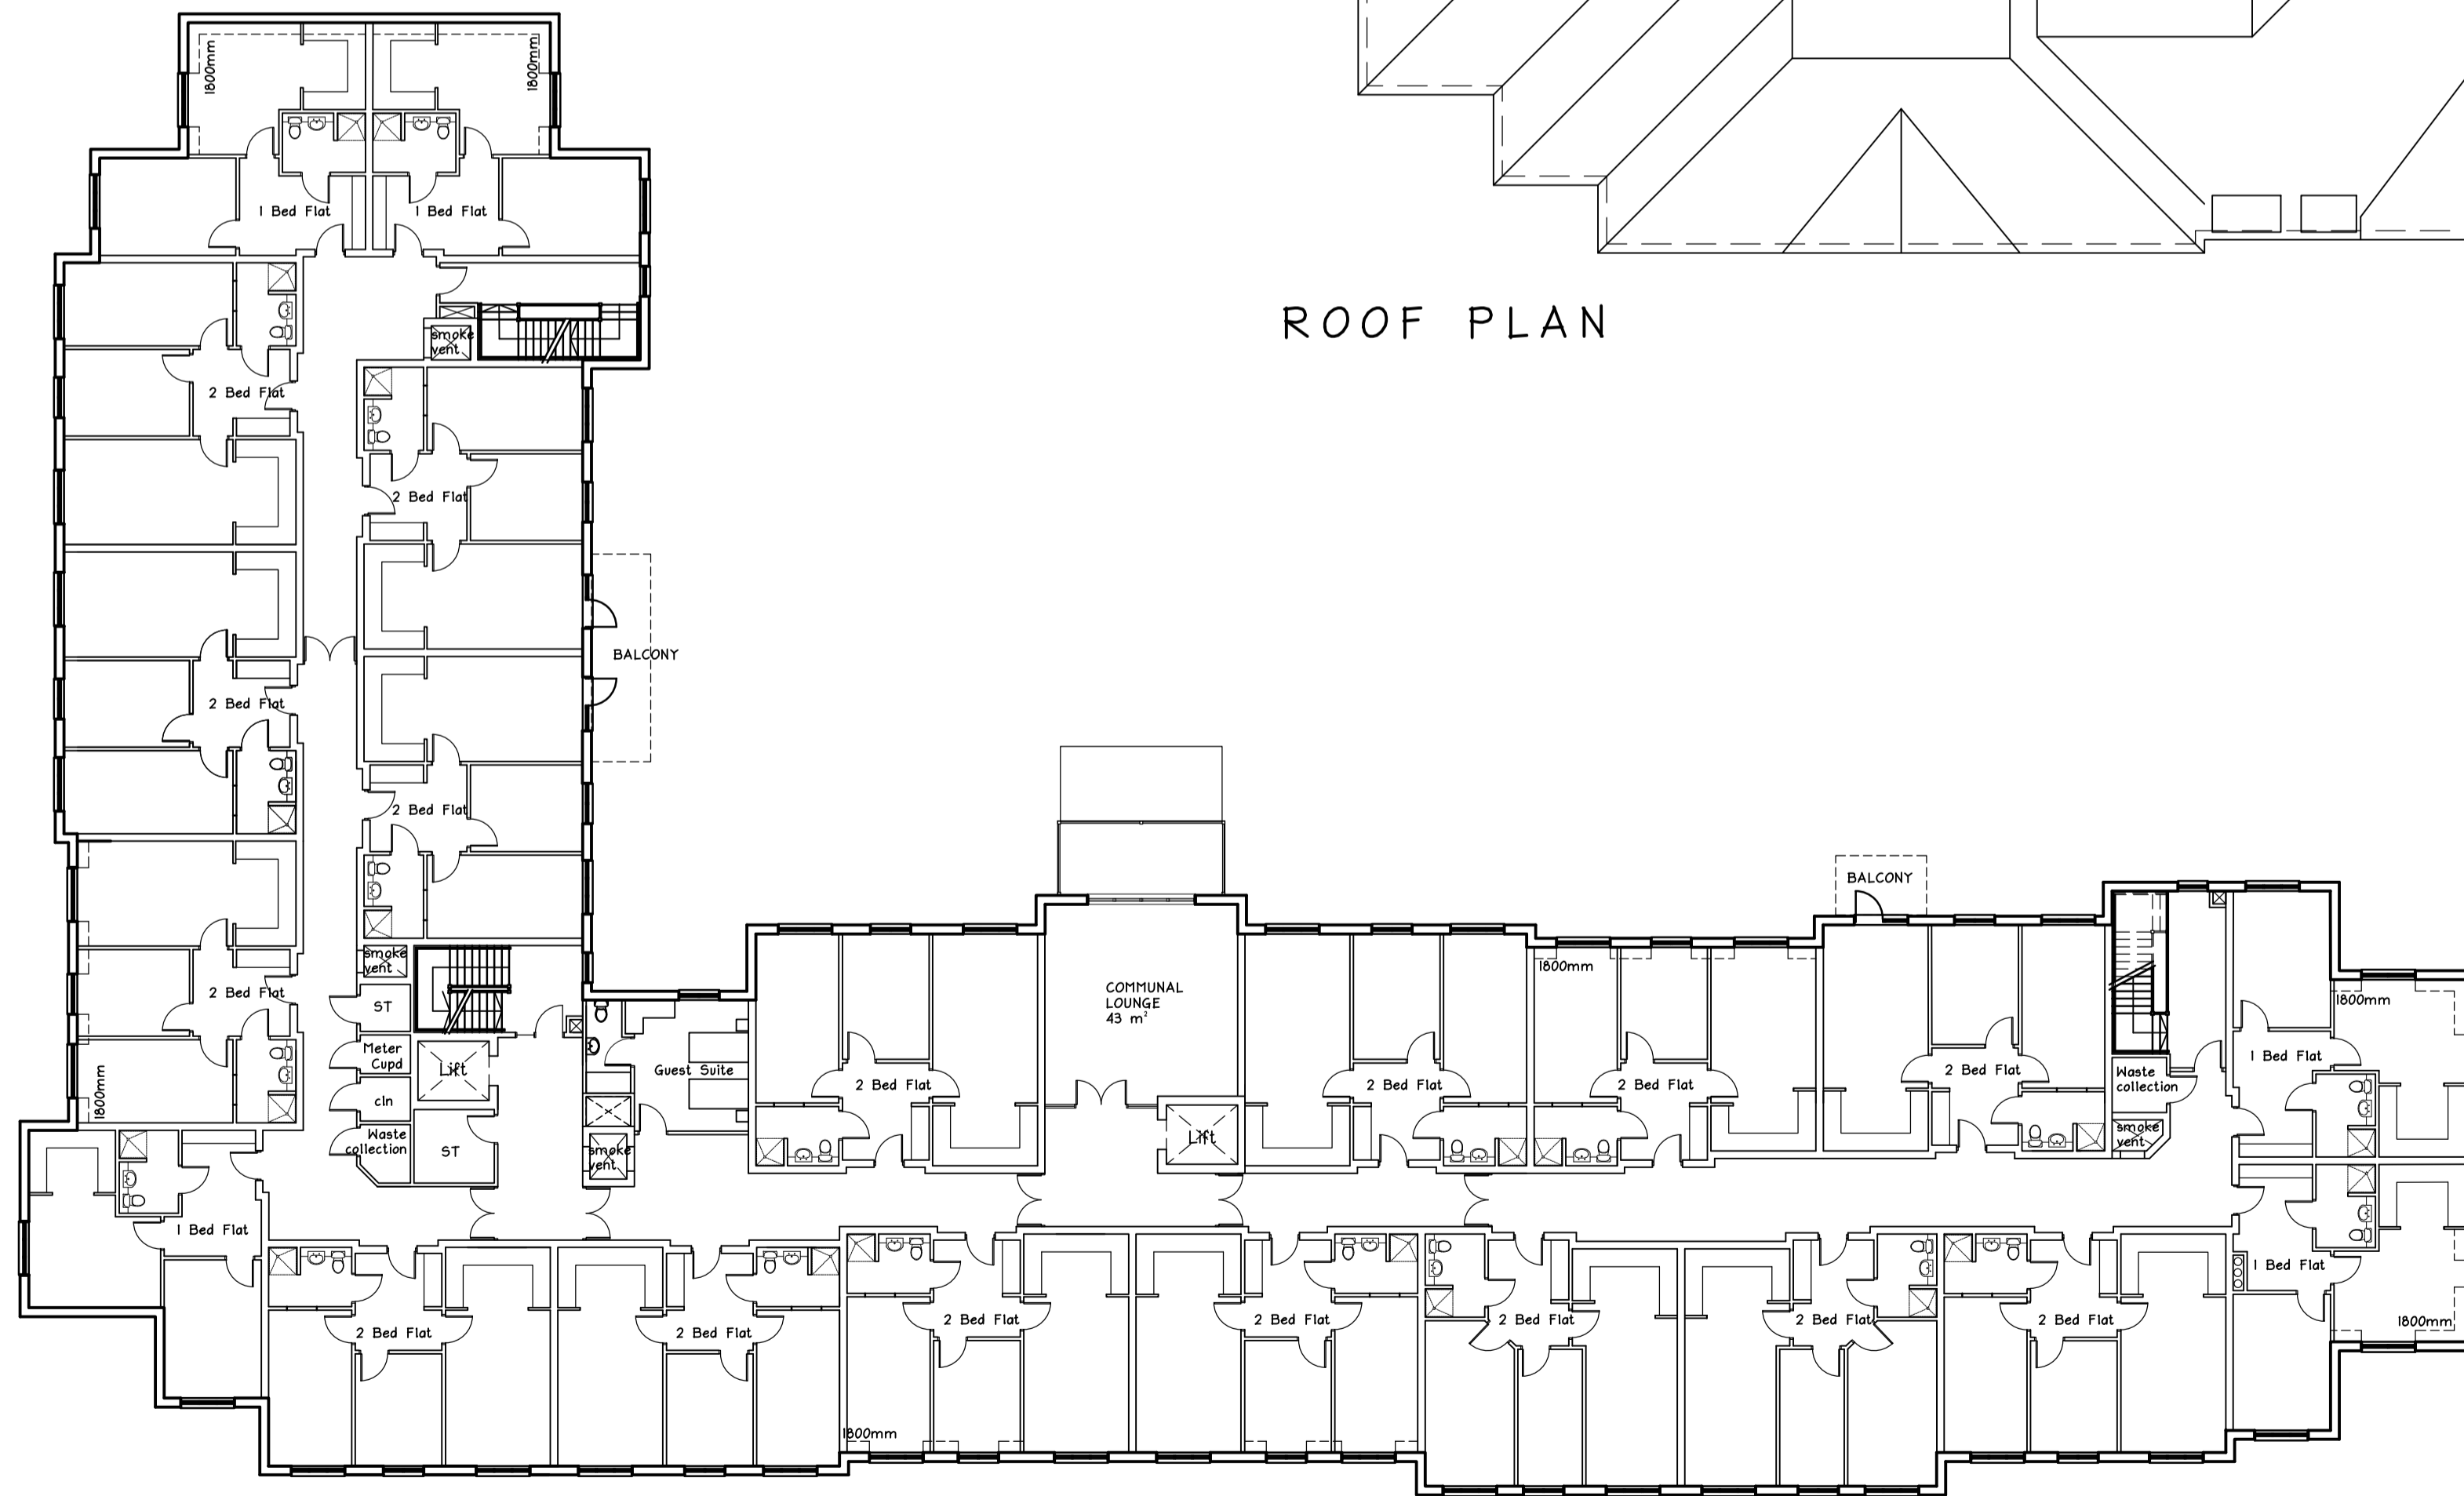 1800mm
1800mm
1 Bed Flat
1 Bed Flat
ROOF PLAN
smoke
vent
2 Bed Flat
2 Bed Flat
BALCONY
2 Bed Flat
2 Bed Flat
BALCONY
smoke
vent
2 Bed Flat
ST
COMMUNAL
LOUNGE
43 m²
1800mm
1800mm
Meter
Cupd
Lift
Guest Suite
2 Bed Flat
2 Bed Flat
2 Bed Flat
2 Bed Flat
Waste
collection
1 Bed Flat
1800mm
cln
Waste
collection
ST
smoke
vent
Lift
smoke
vent
1 Bed Flat
1 Bed Flat
2 Bed Flat
2 Bed Flat
2 Bed Flat
2 Bed Flat
2 Bed Flat
2 Bed Flat
2 Bed Flat
1800mm
1800mm